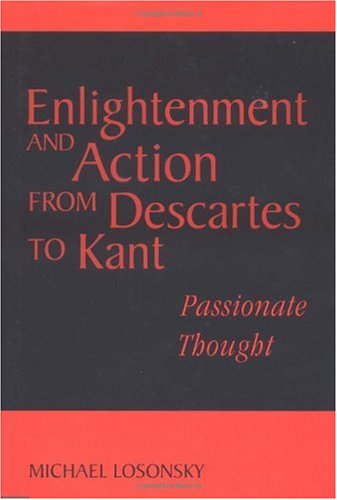 Enlightenment
AND Action
FROM Descartes
TO Kant
Passionate
Thought
MICHAEL LOSONSKY